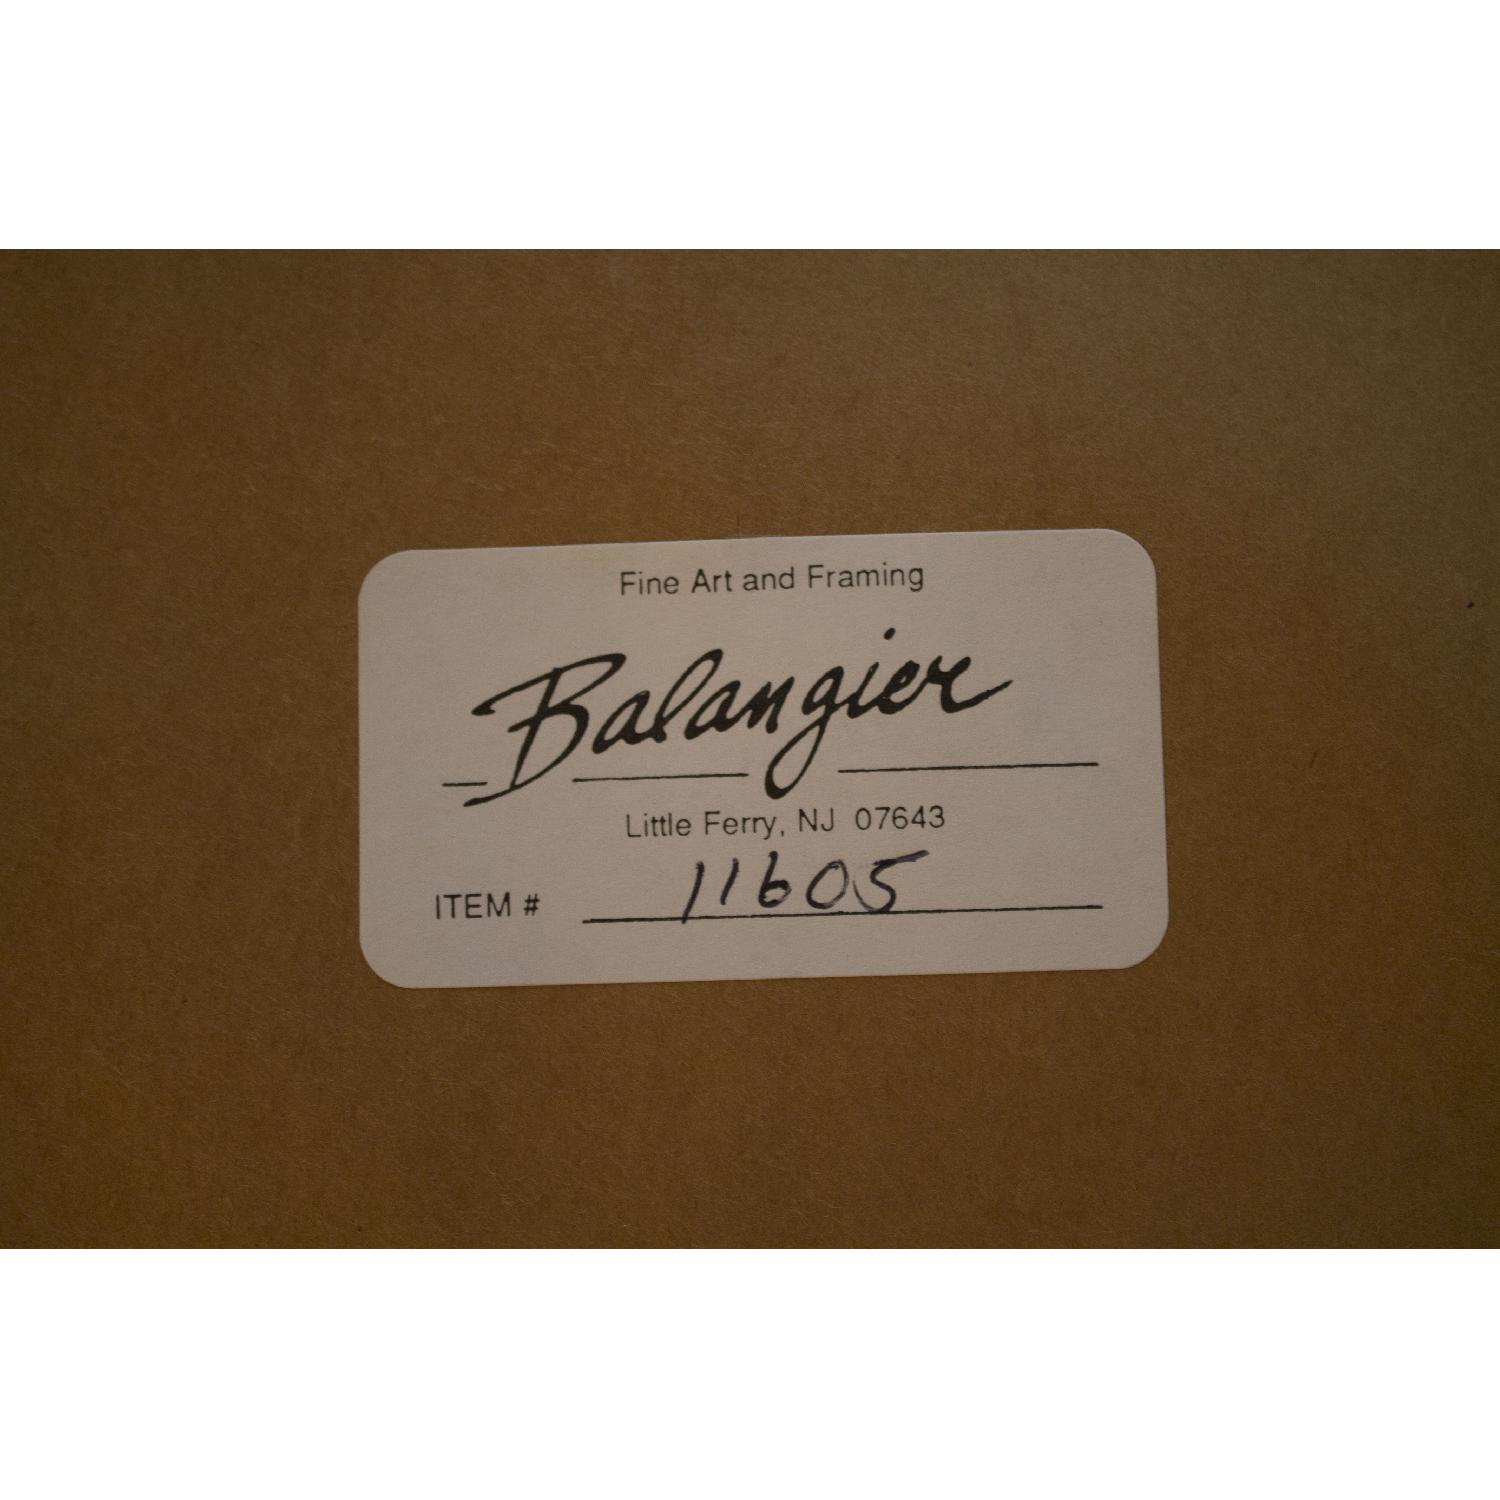 Fine Art and Framing
Balangier
Little Ferry, NJ 07643
ITEM # 11605